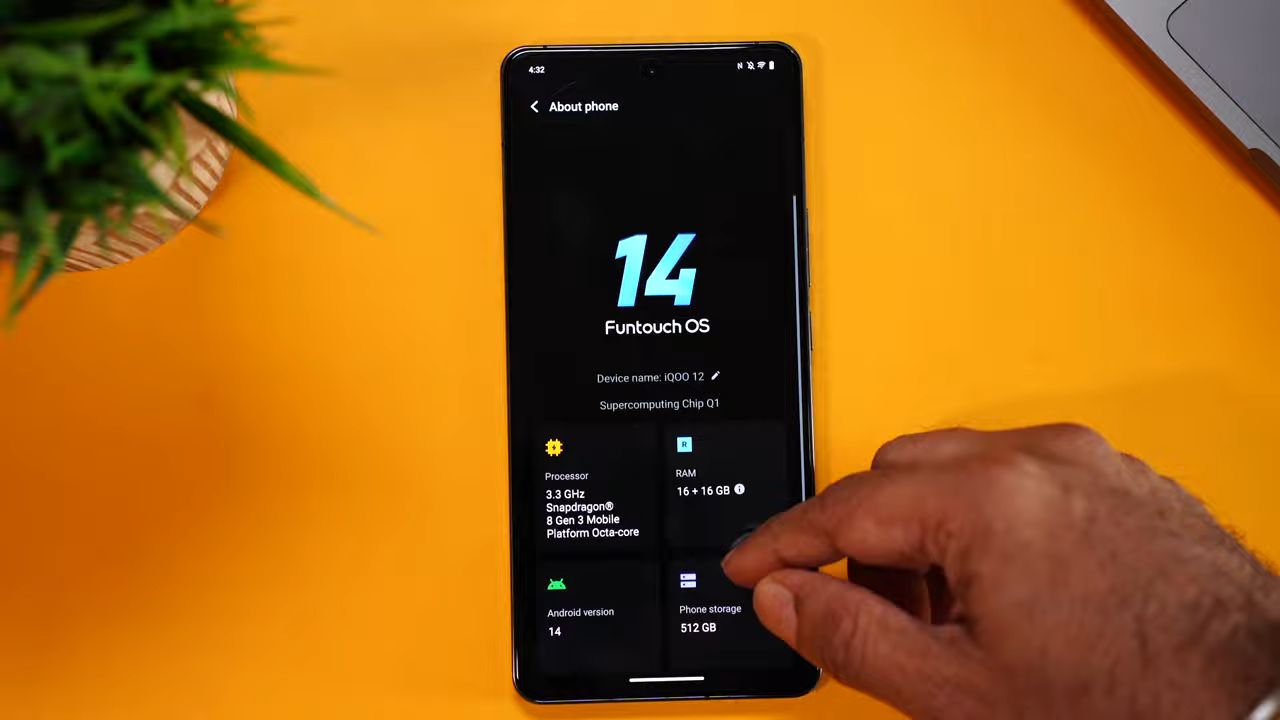 4:32
About phone
14
Funtouch OS
Device name: iQOO 12
Supercomputing Chip Q1
Processor
3.3 GHz
Snapdragon®
8 Gen 3 Mobile
Platform Octa-core
R
RAM
16 + 16 GB
Android version
14
Phone storage
512 GB